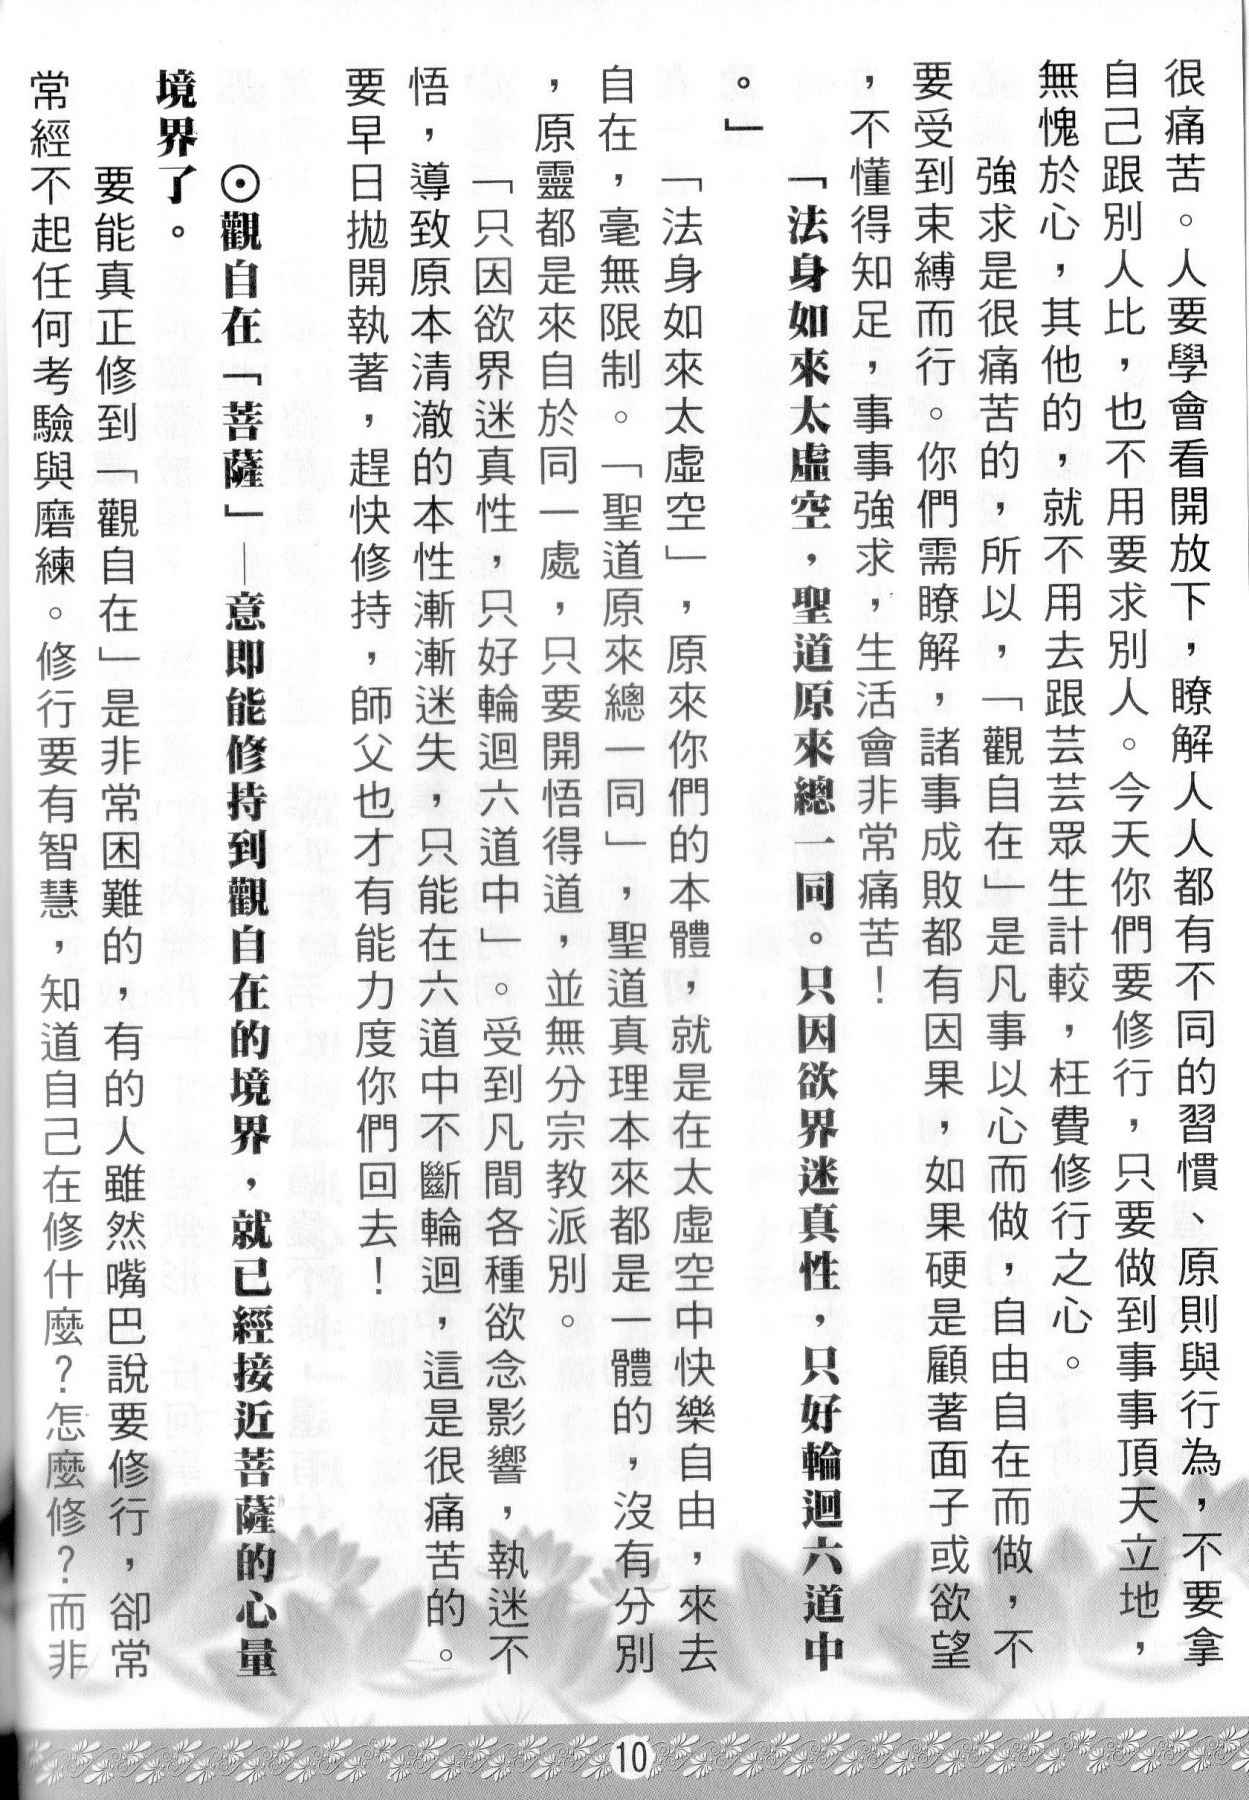 很痛苦。人要學會看開放下，瞭解人人都有不同的習慣、原則與行為，不要拿
自己跟別人比，也不用要求別人。今天你們要修行，只要做到事事頂天立地，
無愧於心，其他的，就不用去跟芸芸眾生計較，枉費修行之心。
強求是很痛苦的，所以，「觀自在」是凡事以心而做，自由自在而做，不
要受到束縛而行。你們需瞭解，諸事成敗都有因果，如果硬是顧著面子或欲望
，不懂得知足，事事強求，生活會非常痛苦！
「法身如來太虛空，聖道原來總一同。只因欲界迷真性，只好輪迴六道中
。」
「法身如來太虛空」，原來你們的本體，就是在太虛空中快樂自由，來去
自在，毫無限制。「聖道原來總一同」，聖道真理本來都是一體的，沒有分別
，原靈都是來自於同一處，只要開悟得道，並無分宗教派別。
「只因欲界迷真性，只好輪迴六道中」。受到凡間各種欲念影響，執迷不
悟，導致原本清澈的本性漸漸迷失，只能在六道中不斷輪迴，這是很痛苦的。
要早日拋開執著，趕快修持，師父也才有能力度你們回去！
⊙觀自在「菩薩」—意即能修持到觀自在的境界，就已經接近菩薩的心量
境界了。
要能真正修到「觀自在」是非常困難的，有的人雖然嘴巴說要修行，卻常
常經不起任何考驗與磨練。修行要有智慧，知道自己在修什麼？怎麼修？而非
10